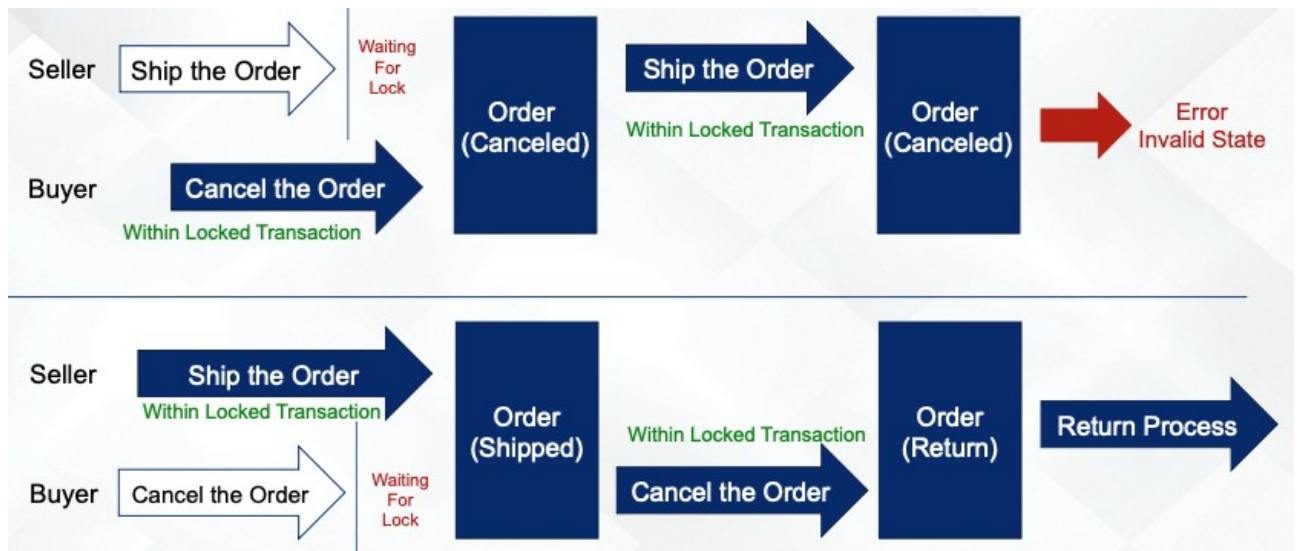 Seller
Ship the Order
Waiting
For
Lock
Order
(Canceled)
Ship the Order
Within Locked Transaction
Order
(Canceled)
Error
Invalid State
Buyer
Cancel the Order
Within Locked Transaction
Seller
Ship the Order
Within Locked Transaction
Order
(Shipped)
Within Locked Transaction
Cancel the Order
Order
(Return)
Return Process
Buyer
Cancel the Order
Waiting
For
Lock